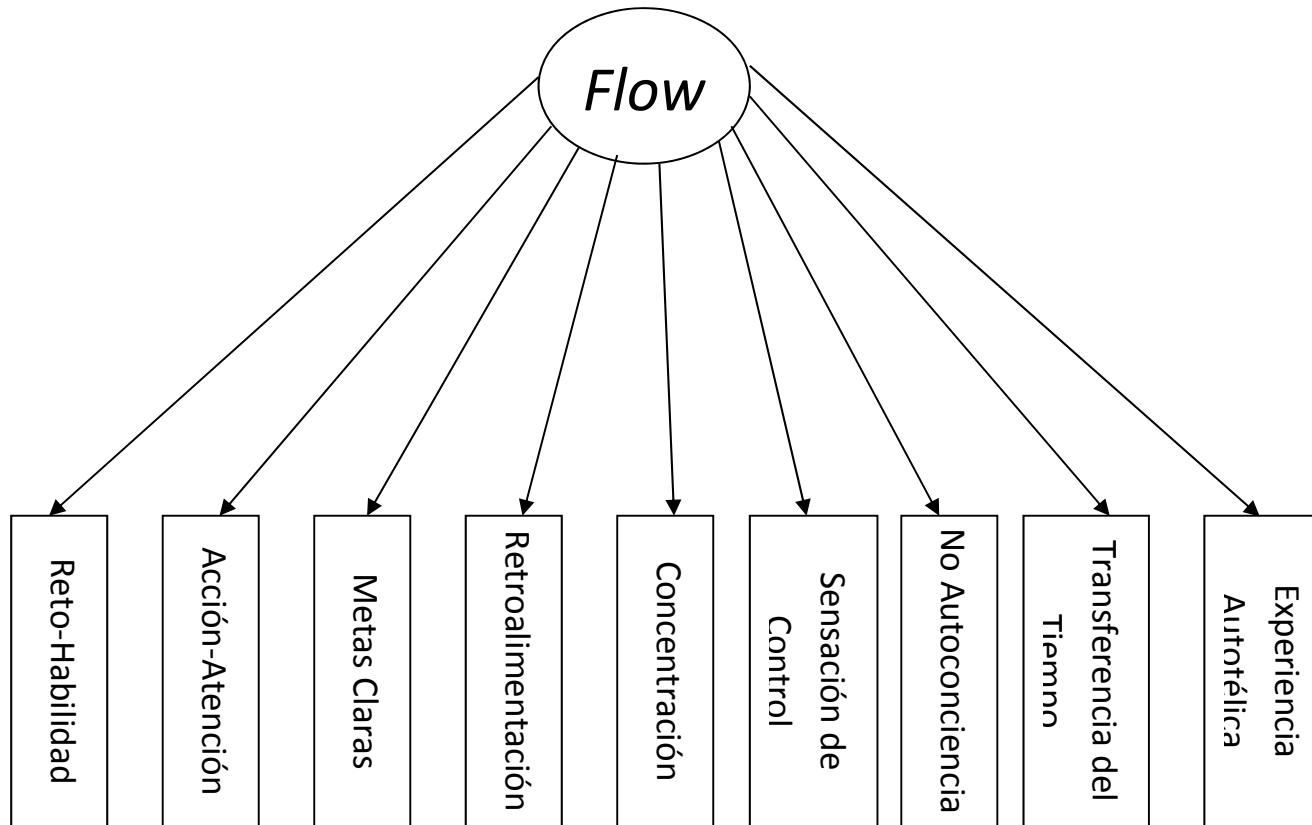 Flow
Reto-Habilidad
Acción-Atención
Metas Claras
Retroalimentación
Concentración
Sensación de
Control
No Autoconciencia
Transferencia del
Tiempo
Experiencia
Autotélica